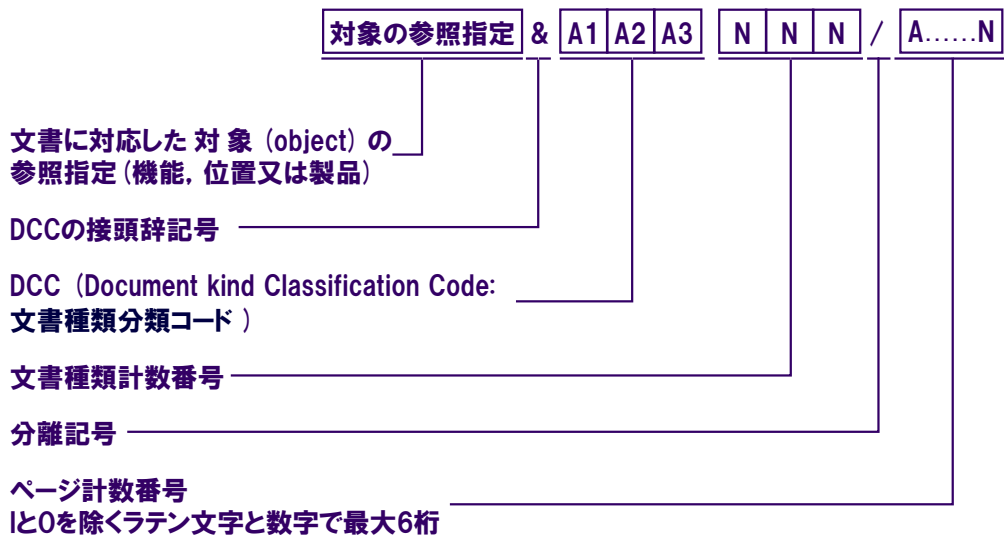 対象の参照指定 & A1 A2 A3 N N N / A……N
文書に対応した 対 象 (object) の
参照指定 (機能, 位置又は製品)
DCCの接頭辞記号
DCC (Document kind Classification Code:
文書種類分類コード )
文書種類計数番号
分離記号
ページ計数番号
IとOを除くラテン文字と数字で最大6桁